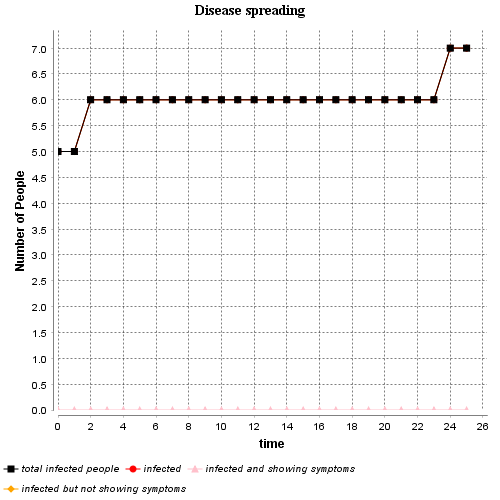 Disease spreading
Number of People
7.0
6.5
6.0
5.5
5.0
4.5
4.0
3.5
3.0
2.5
2.0
1.5
1.0
0.5
0.0
0 2 4 6 8 10 12 14 16 18 20 22 24 26
time
total infected people infected infected and showing symptoms
infected but not showing symptoms